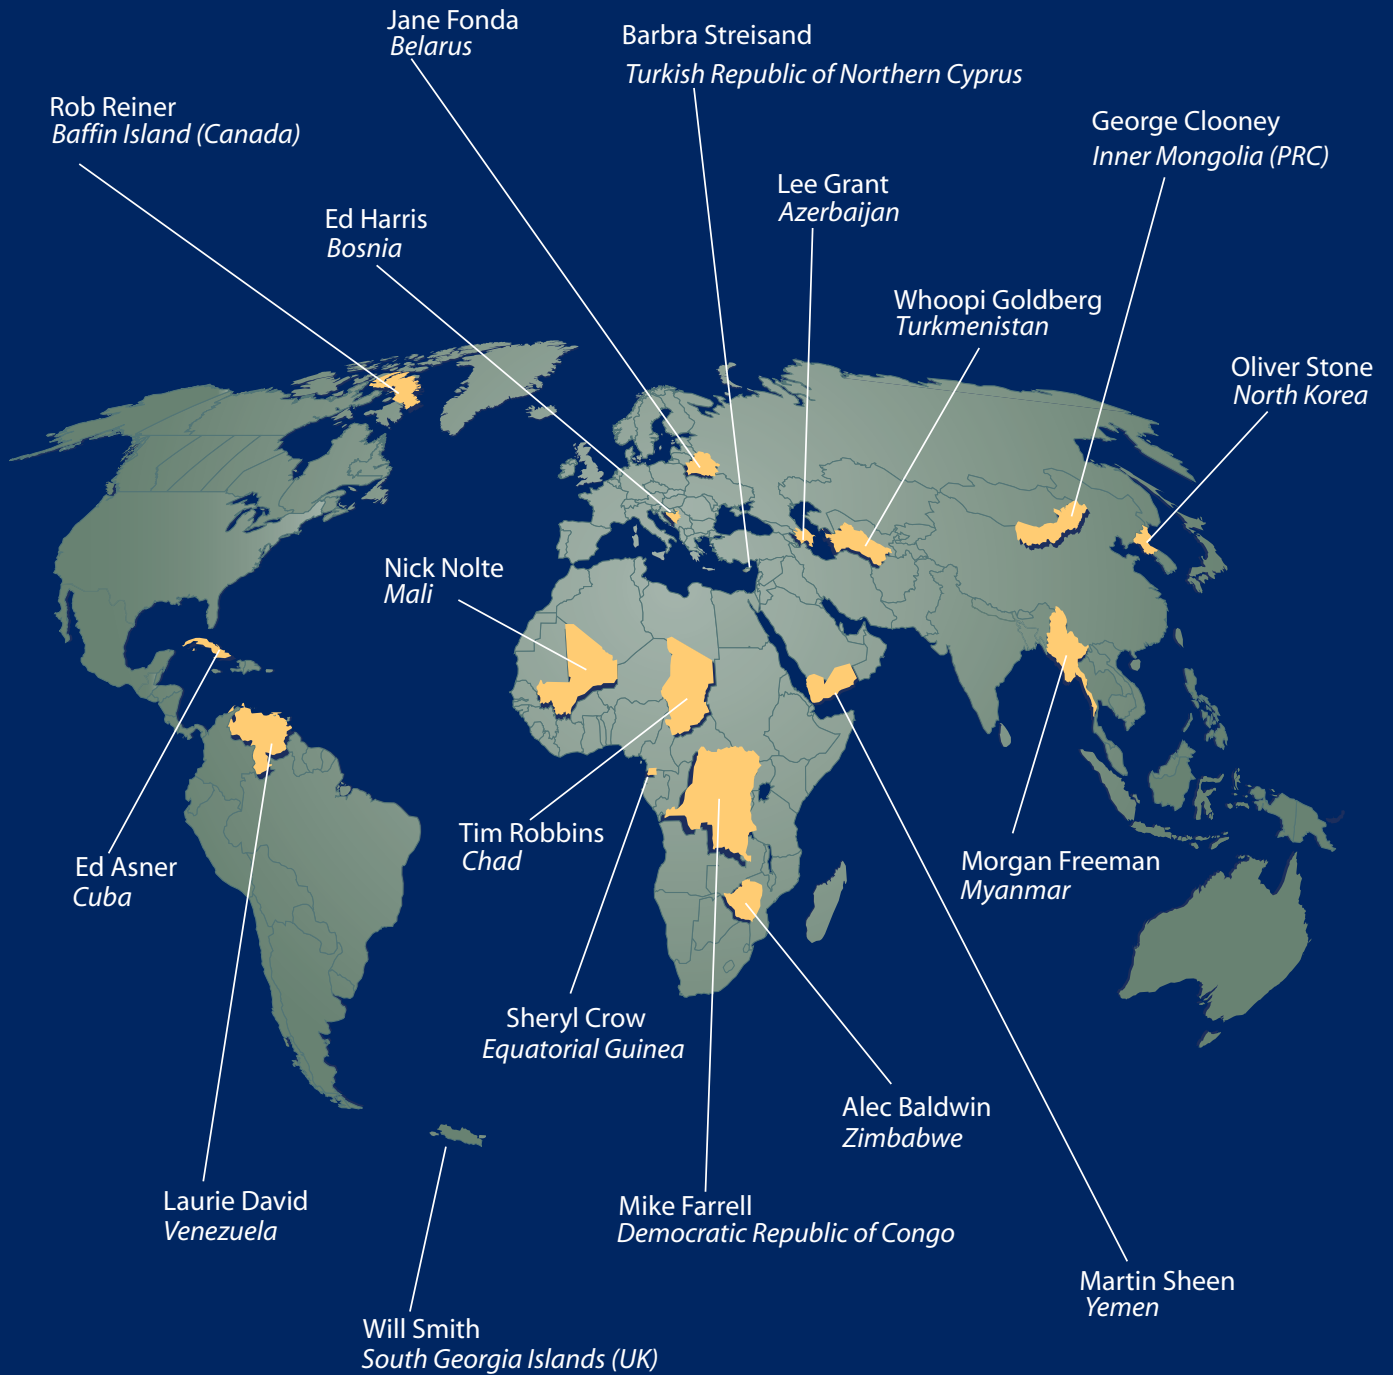 Jane Fonda
Belarus
Barbra Streisand
Turkish Republic of Northern Cyprus
Rob Reiner
Baffin Island (Canada)
George Clooney
Inner Mongolia (PRC)
Lee Grant
Azerbaijan
Ed Harris
Bosnia
Whoopi Goldberg
Turkmenistan
Oliver Stone
North Korea
Nick Nolte
Mali
Tim Robbins
Chad
Ed Asner
Cuba
Morgan Freeman
Myanmar
Sheryl Crow
Equatorial Guinea
Alec Baldwin
Zimbabwe
Laurie David
Venezuela
Mike Farrell
Democratic Republic of Congo
Martin Sheen
Yemen
Will Smith
South Georgia Islands (UK)